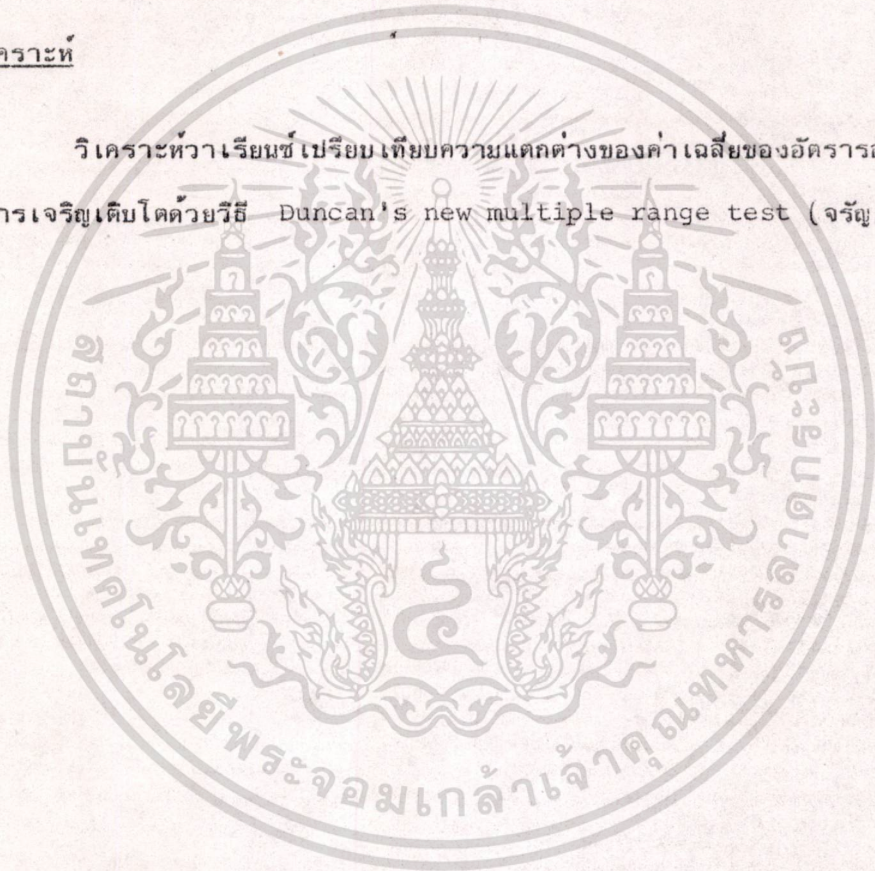 คราะห์
วิเคราะห์วาเรียนซ์เปรียบเทียบความแตกต่างของค่าเฉลี่ยของอัตรารอ
การเจริญเติบโตด้วยวิธี Duncan's new multiple range test (จรัญ
สถาบันเทคโนโลยีพระจอมเกล้าเจ้าคุณทหารลาดกระบัง